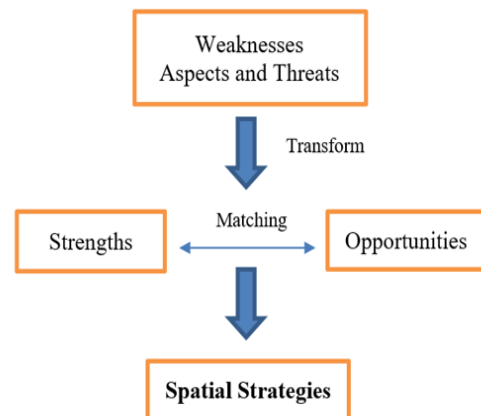 Weaknesses
Aspects and Threats
Transform
Matching
Strengths
Opportunities
Spatial Strategies